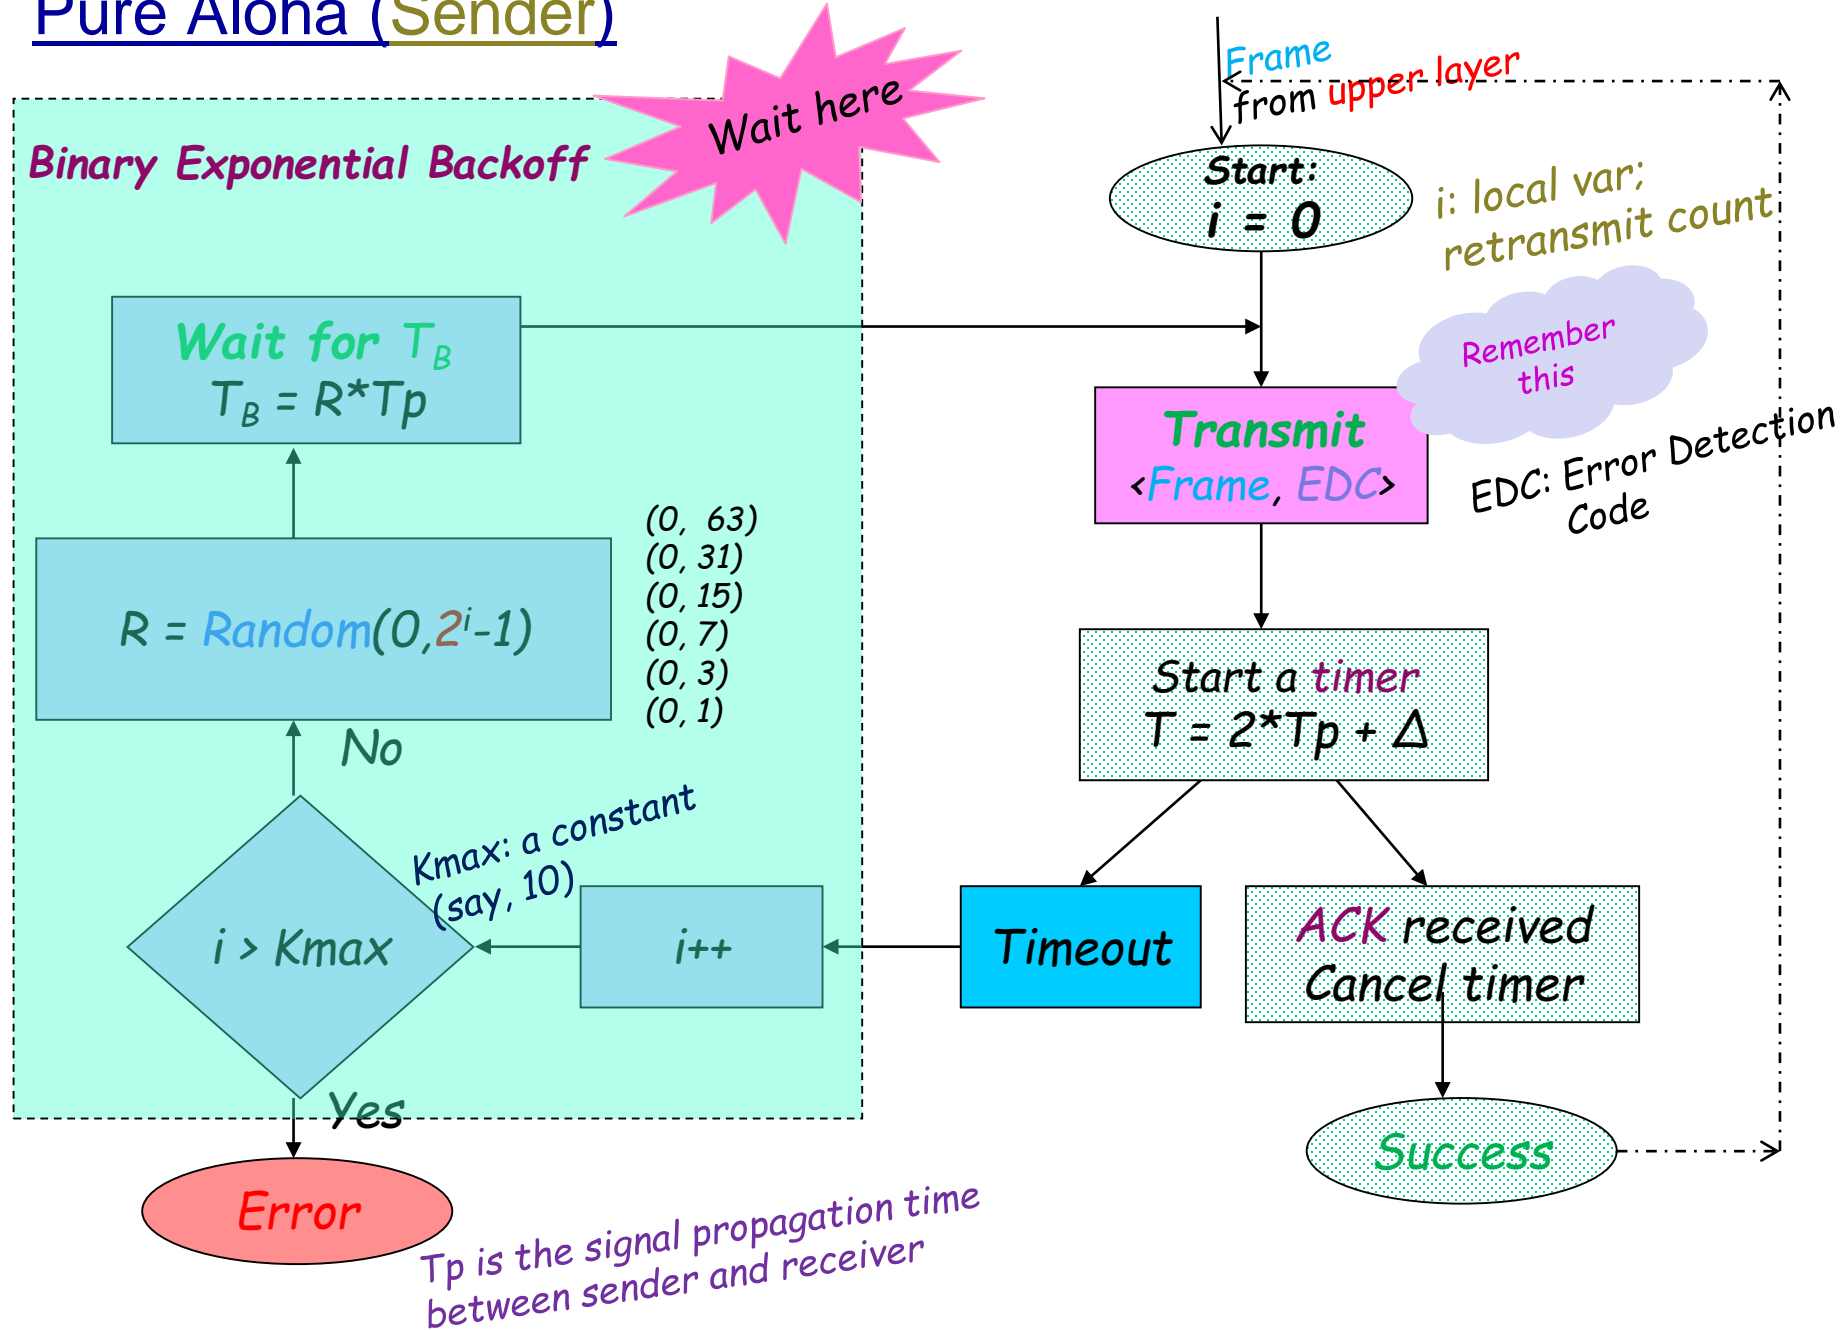 Pure Aloha (Sender)
Wait here
Frame
from upper layer
Binary Exponential Backoff
Start:
i = 0
i: local var;
retransmit count
Wait for TB
TB = R*Tp
Remember
this
Transmit
<Frame, EDC>
EDC: Error Detection
Code
(0, 63)
(0, 31)
(0, 15)
(0, 7)
(0, 3)
(0, 1)
R = Random(0,2^i-1)
Start a timer
T = 2*Tp + Δ
No
Kmax: a constant
(say, 10)
i > Kmax
i++
Timeout
ACK received
Cancel timer
Yes
Success
Error
Tp is the signal propagation time
between sender and receiver